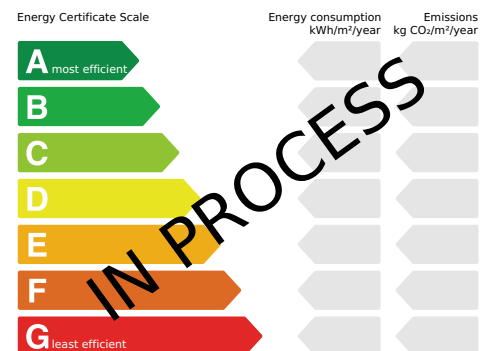 Energy Certificate Scale
Energy consumption
kWh/m²/year
Emissions
kg CO₂/m²/year
A most efficient
B
C
D
E
F
G least efficient
IN PROCESS